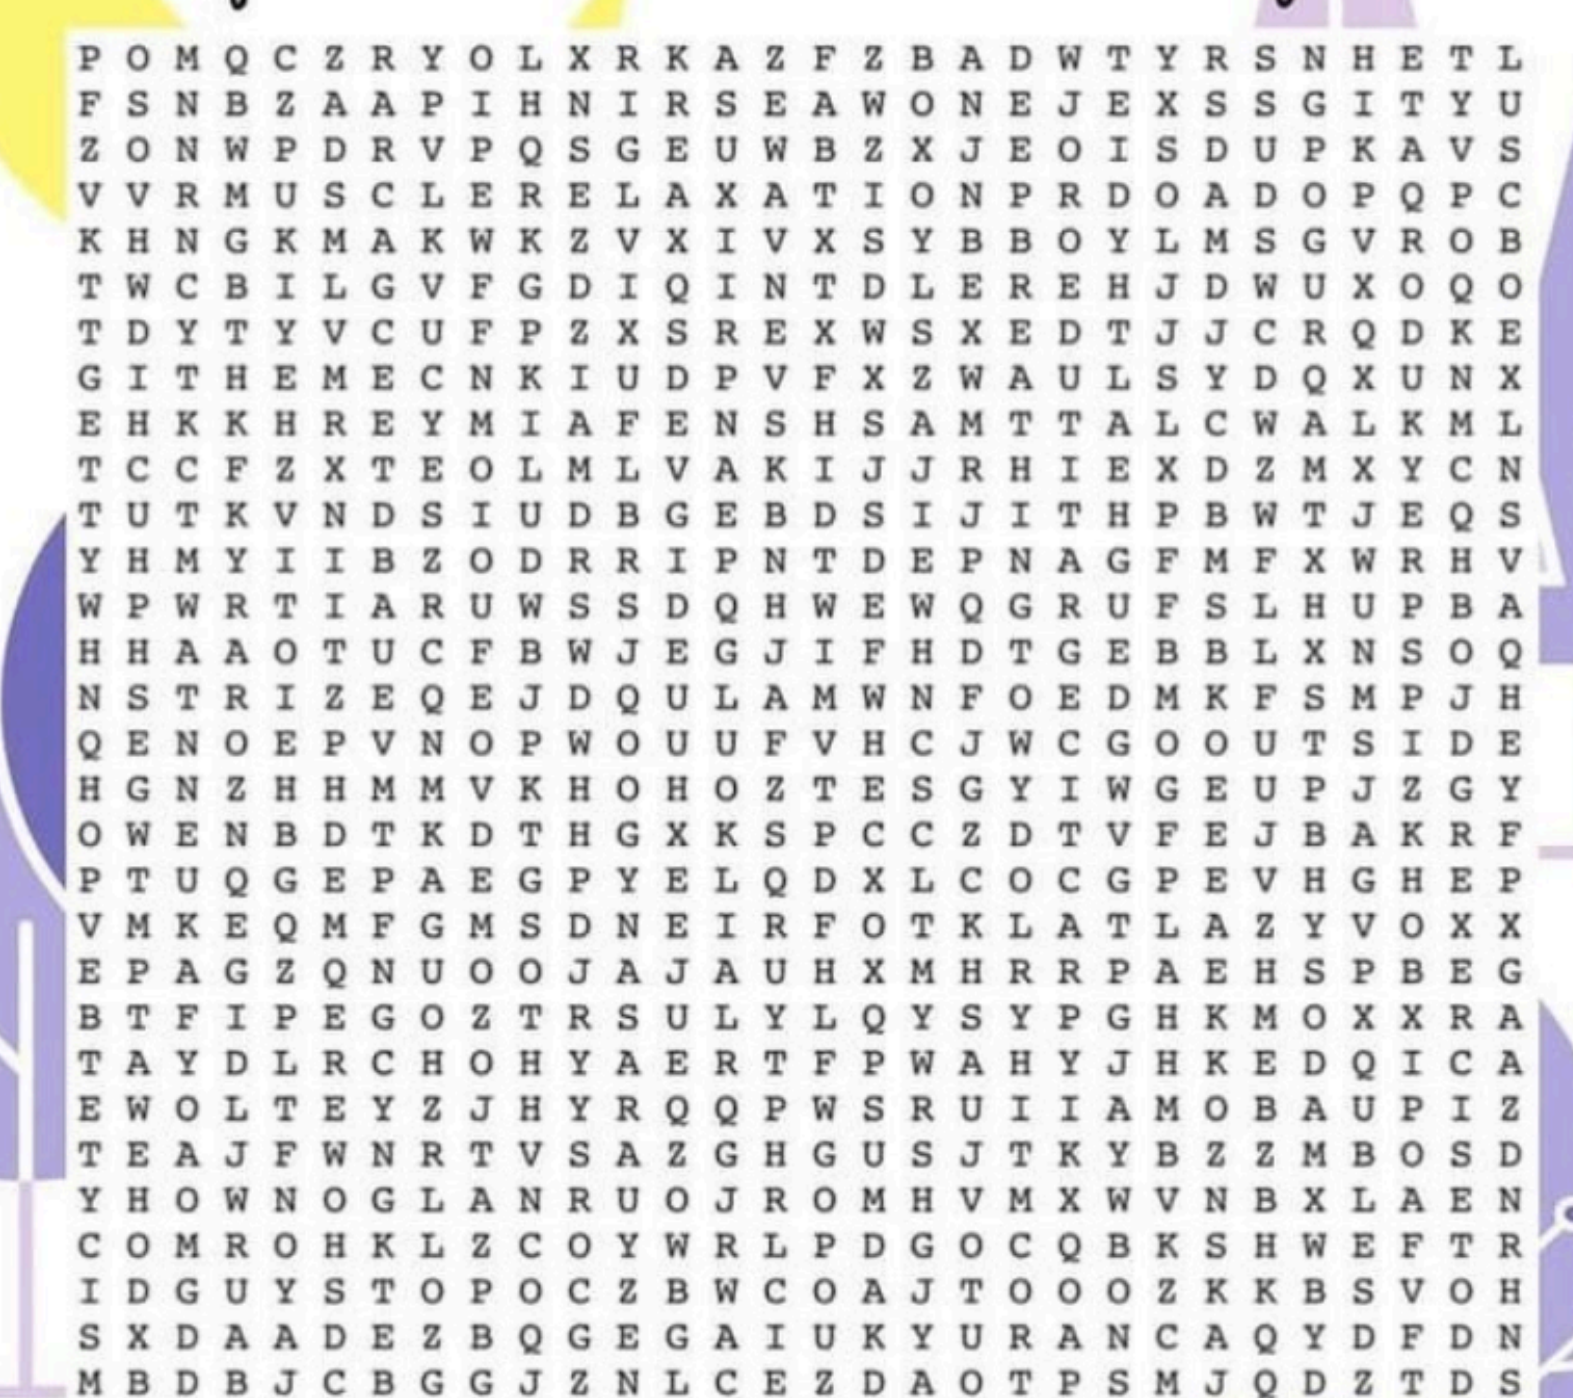 P O M Q C Z R Y O L X R K A Z F Z B A D W T Y R S N H E T L
F S N B Z A A P I H N I R S E A W O N E J E X S S G I T Y U
Z O N W P D R V P Q S G E U W B Z X J E O I S D U P K A V S
V V R M U S C L E R E L A X A T I O N P R D O A D O P Q P C
K H N G K M A K W K Z V X I V X S Y B B O Y L M S G V R O B
T W C B I L G V F G D I Q I N T D L E R E H J D W U X O Q O
T D Y T Y V C U F P Z X S R E X W S X E D T J J C R Q D K E
G I T H E M E C N K I U D P V F X Z W A U L S Y D Q X U N X
E H K K H R E Y M I A F E N S H S A M T T A L C W A L K M L
T C C F Z X T E O L M L V A K I J J R H I E X D Z M X Y C N
T U T K V N D S I U D B G E B D S I J I T H P B W T J E Q S
Y H M Y I I B Z O D R R I P N T D E P N A G F M F X W R H V
W P W R T I A R U W S S D Q H W E W Q G R U F S L H U P B A
H H A A O T U C F B W J E G J I F H D T G E B B L X N S O Q
N S T R I Z E Q E J D Q U L A M W N F O E D M K F S M P J H
Q E N O E P V N O P W O U U F V H C J W C G O O U T S I D E
H G N Z H H M M V K H O H O Z T E S G Y I W G E U P J Z G Y
O W E N B D T K D T H G X K S P C C Z D T V F E J B A K R F
P T U Q G E P A E G P Y E L Q D X L C O C G P E V H G H E P
V M K E Q M F G M S D N E I R F O T K L A T L A Z Y V O X X
E P A G Z Q N U O O J A J A U H X M H R R P A E H S P B E G
B T F I P E G O Z T R S U L Y L Q Y S Y P G H K M O X X R A
T A Y D L R C H O H Y A E R T F P W A H Y J H K E D Q I C A
E W O L T E Y Z J H Y R Q Q P W S R U I I A M O B A U P I Z
T E A J F W N R T V S A Z G H G U S J T K Y B Z Z M B O S D
Y H O W N O G L A N R U O J R O M H V M X W V N B X L A E N
C O M R O H K L Z C O Y W R L P D G O C Q B K S H W E F T R
I D G U Y S T O P O C Z B W C O A J T O O O Z K K B S V O H
S X D A A D E Z B Q G E G A I U K Y U R A N C A Q Y D F D N
M B D B J C B G G J Z N L C E Z D A O T P S M J Q D Z T D S